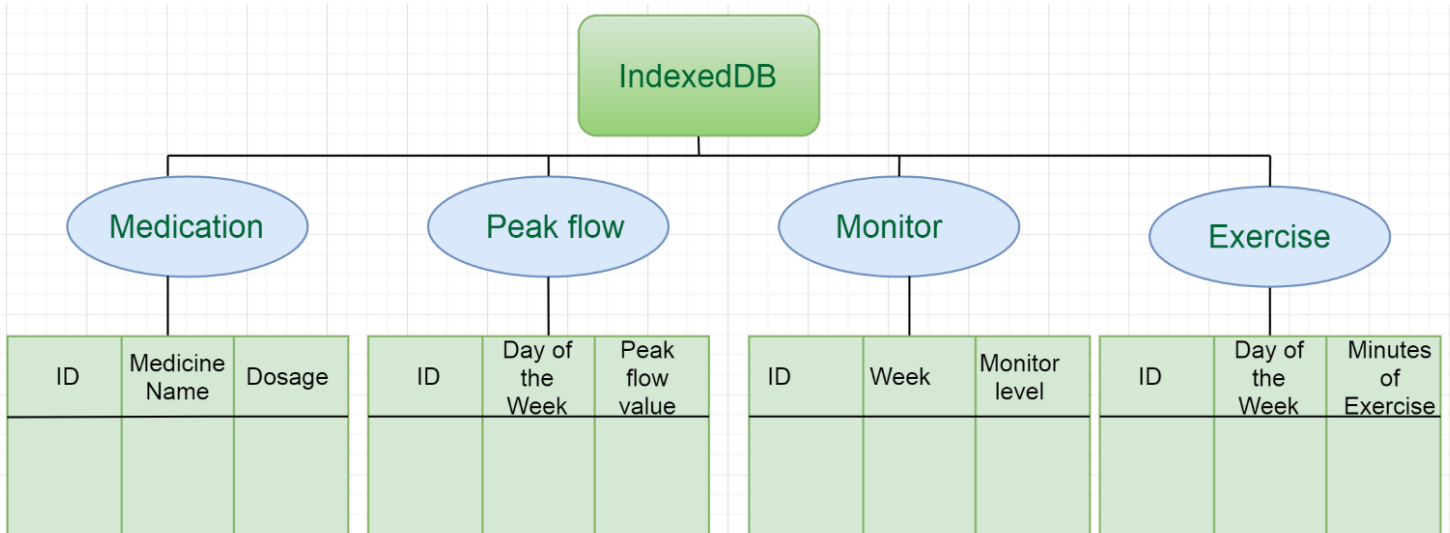 IndexedDB
Medication
Peak flow
Monitor
Exercise
ID
Medicine
Name
Dosage
ID
Day of
the
Week
Peak
flow
value
ID
Week
Monitor
level
ID
Day of
the
Week
Minutes
of
Exercise